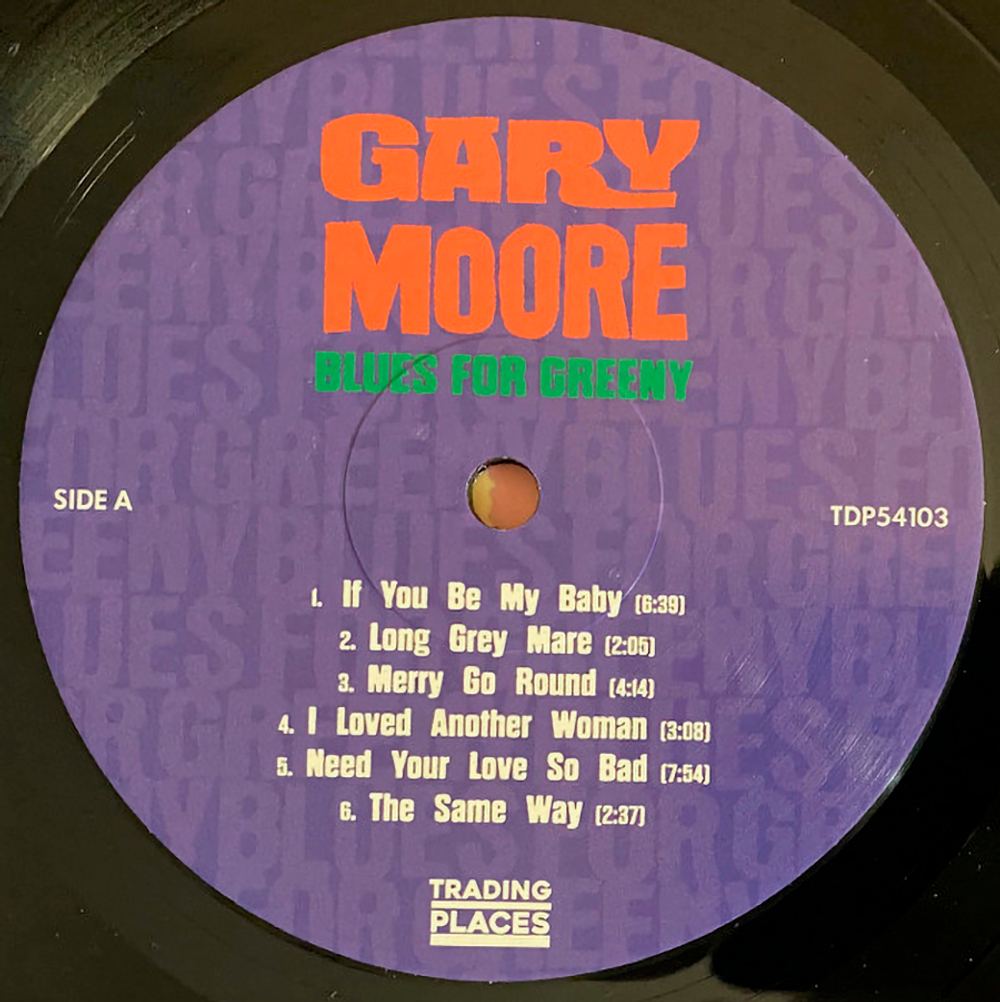 GARY
MOORE
BLUES FOR GREENY
SIDE A
TDP54103
1. If You Be My Baby (6:39)
2. Long Grey Mare (2:05)
3. Merry Go Round (4:14)
4. I Loved Another Woman (3:08)
5. Need Your Love So Bad (7:54)
6. The Same Way (2:37)
TRADING
PLACES